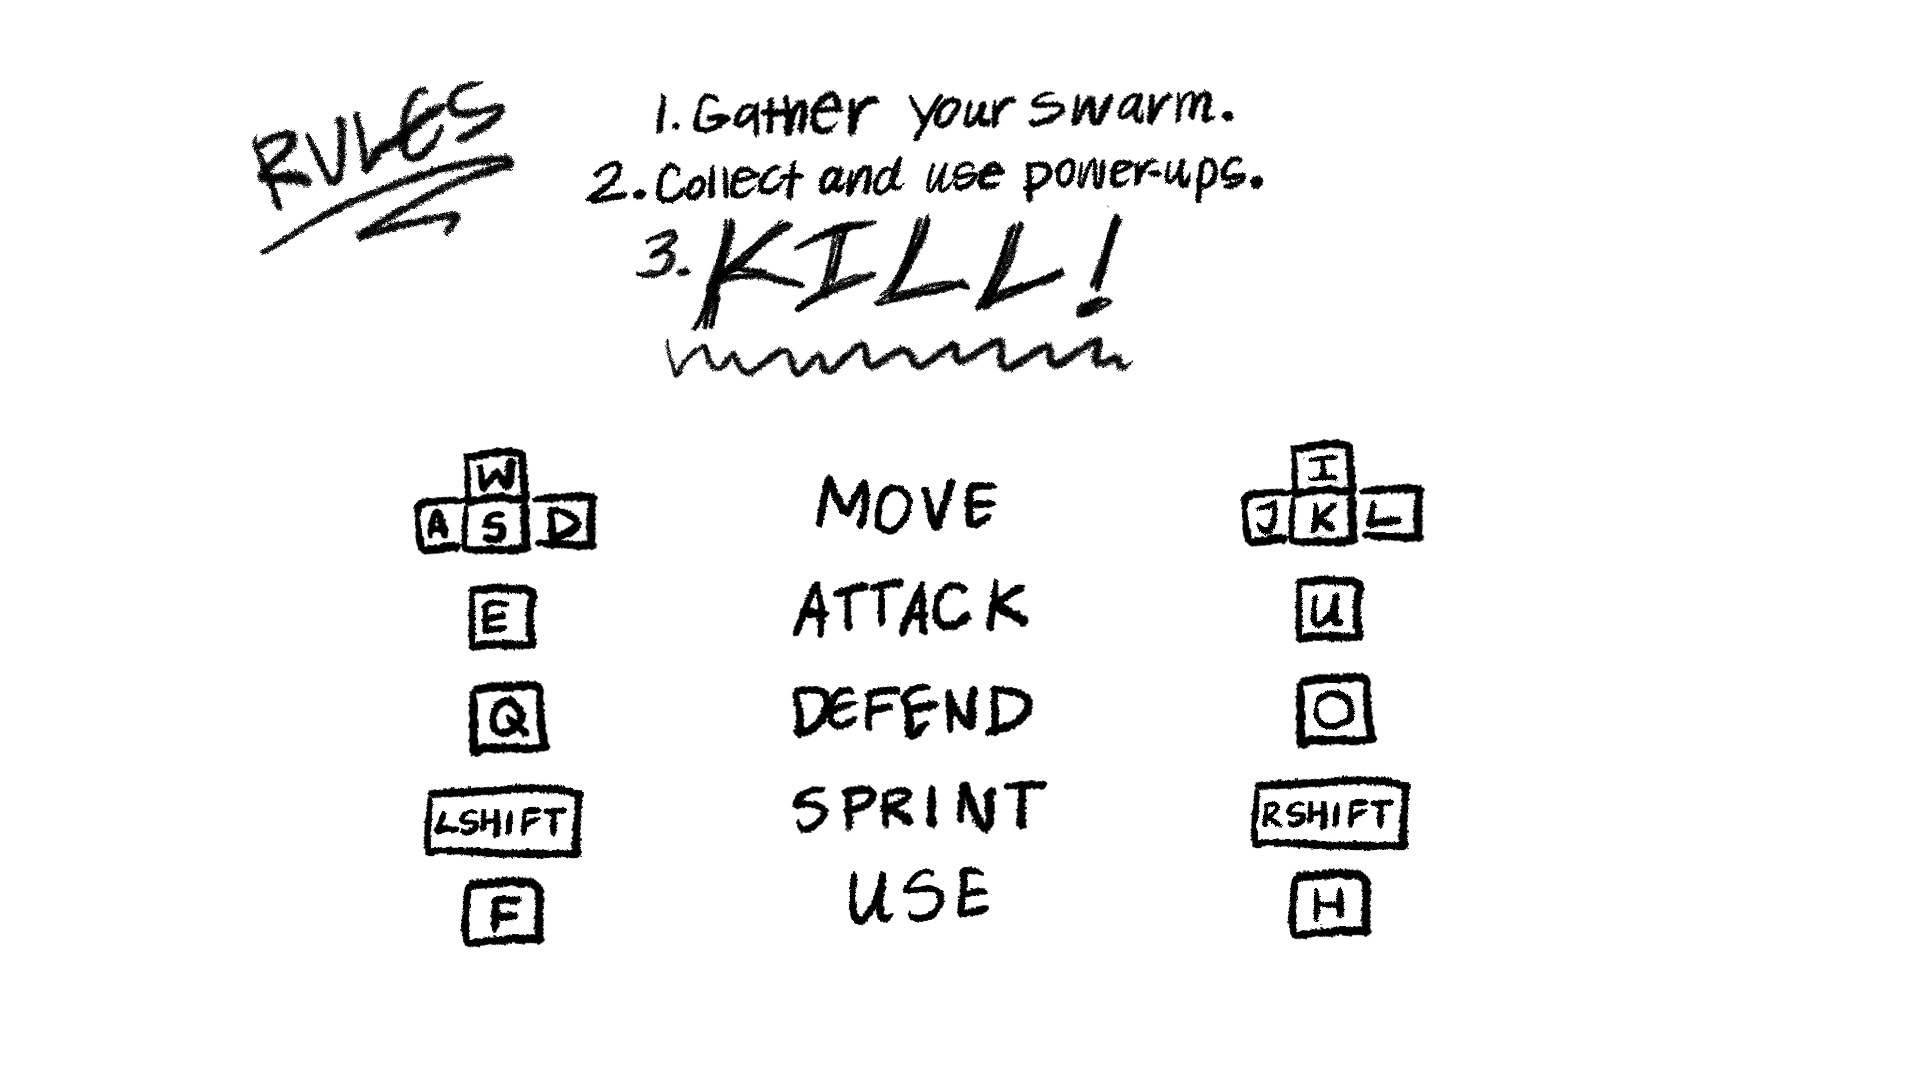 RULES
1. Gather your swarm.
2. Collect and use power-ups.
3. KILL!
W I
A S D MOVE J K L
E ATTACK U
Q DEFEND O
LSHIFT SPRINT RSHIFT
F USE H